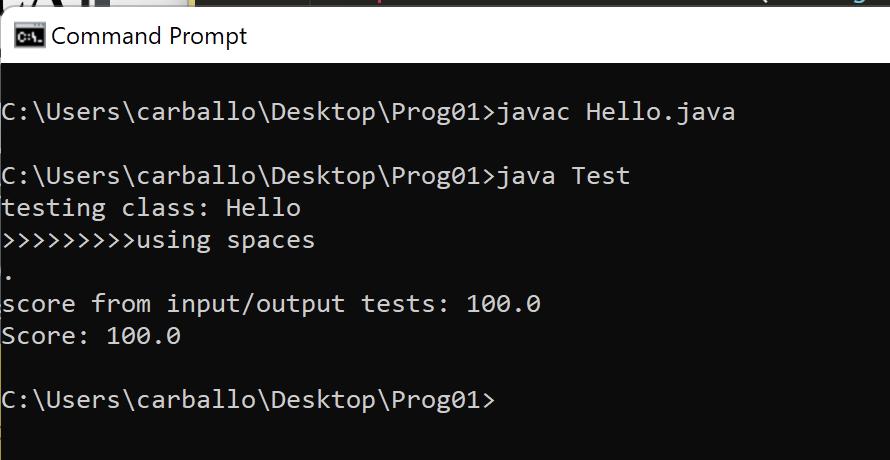 Command Prompt
C:\Users\carballo\Desktop\Prog01>javac Hello.java
C:\Users\carballo\Desktop\Prog01>java Test
testing class: Hello
>>>>>>>>>using spaces
.
score from input/output tests: 100.0
Score: 100.0
C:\Users\carballo\Desktop\Prog01>